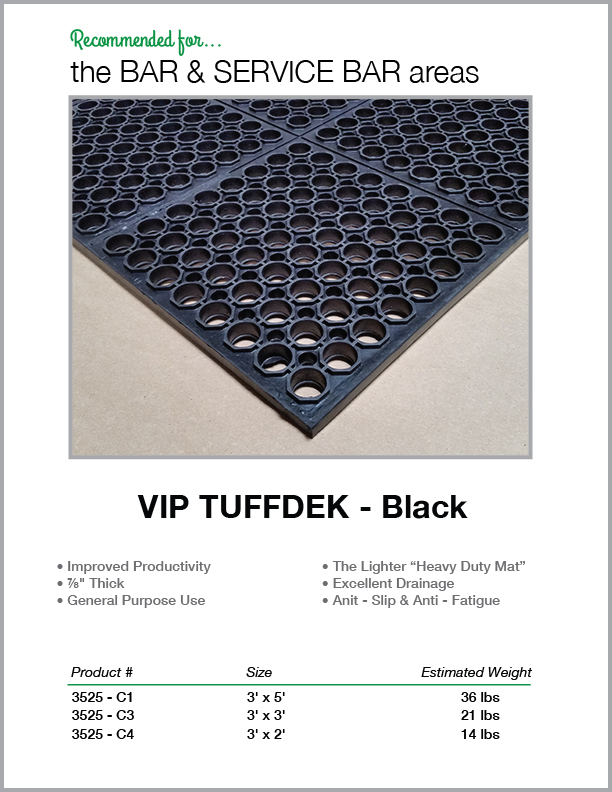 Recommended for...
the BAR & SERVICE BAR areas
VIP TUFFDEK - Black
• Improved Productivity
• ⅞" Thick
• General Purpose Use
• The Lighter “Heavy Duty Mat”
• Excellent Drainage
• Anit - Slip & Anti - Fatigue
Product # Size Estimated Weight
3525 - C1 3' x 5' 36 lbs
3525 - C3 3' x 3' 21 lbs
3525 - C4 3' x 2' 14 lbs